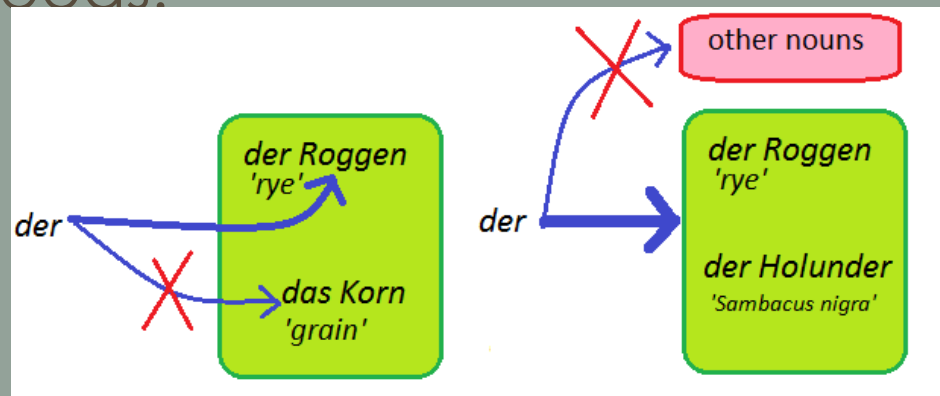 other nouns
der
der Roggen
'rye'
das Korn
'grain'
der
der Roggen
'rye'
der Holunder
'Sambacus nigra'